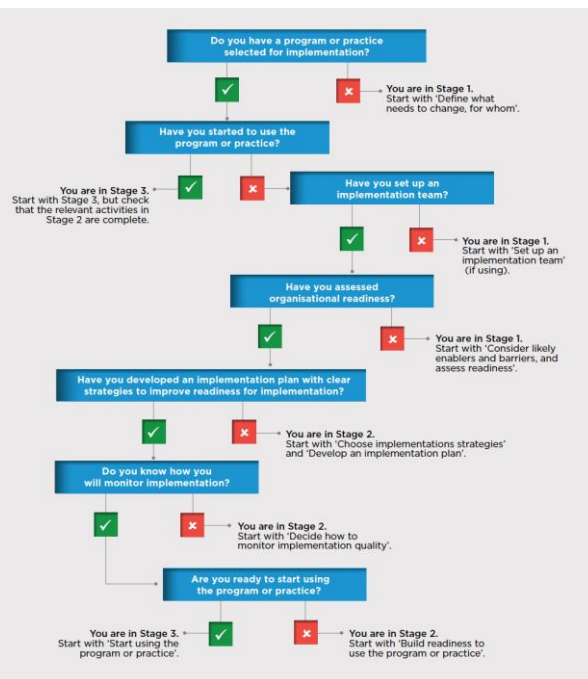 Do you have a program or practice
selected for implementation?
You are in Stage 1.
Start with ‘Define what
needs to change, for whom’.
Have you started to use the
program or practice?
You are in Stage 3.
Start with Stage 3, but check
that the relevant activities in
Stage 2 are complete.
Have you set up an
implementation team?
You are in Stage 1.
Start with ‘Set up an
implementation team’
(if using).
Have you assessed
organisational readiness?
You are in Stage 1.
Start with ‘Consider likely
enablers and barriers, and
assess readiness’.
Have you developed an implementation plan with clear
strategies to improve readiness for implementation?
You are in Stage 2.
Start with ‘Choose implementations strategies’
and ‘Develop an implementation plan’.
Do you know how you
will monitor implementation?
You are in Stage 2.
Start with ‘Decide how to
monitor implementation quality’.
Are you ready to start using
the program or practice?
You are in Stage 3.
Start with ‘Start using the
program or practice’.
You are in Stage 2.
Start with ‘Build readiness to
use the program or practice’.